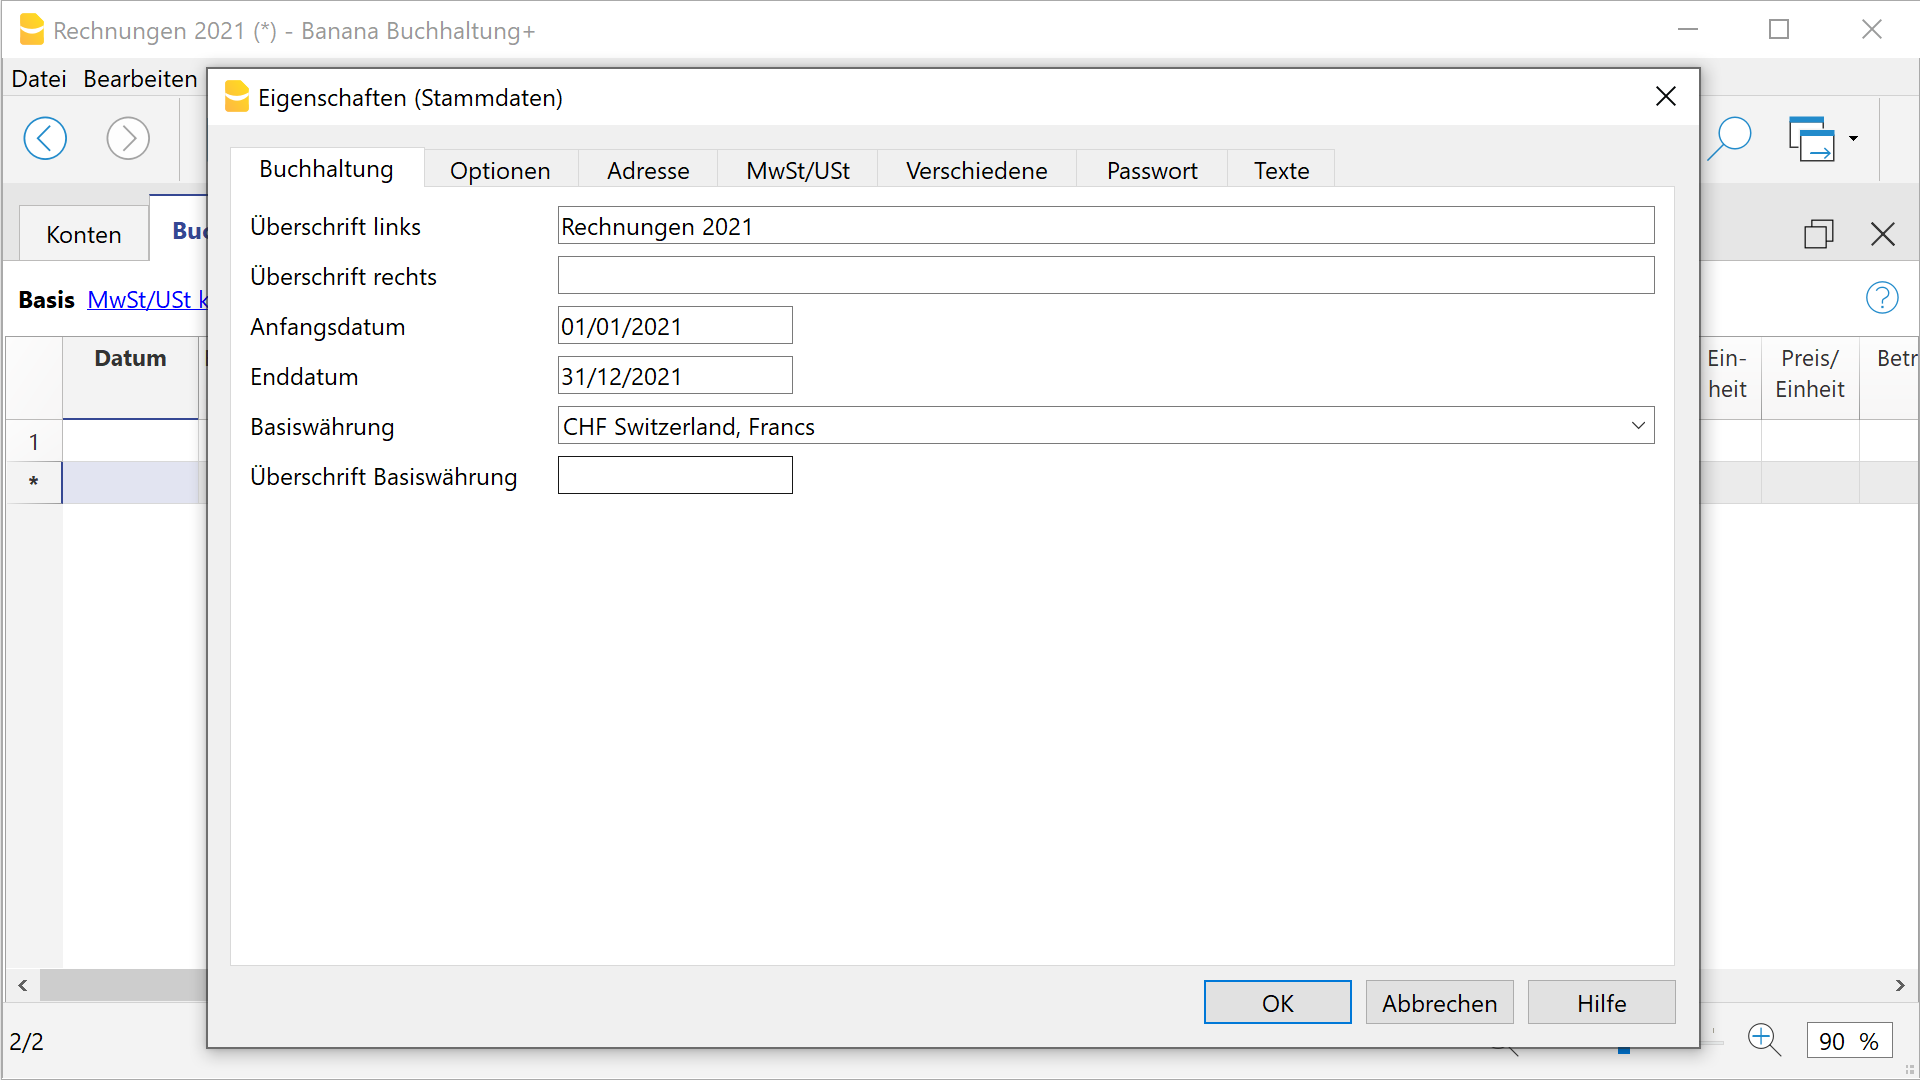 Rechnungen 2021 (*) - Banana Buchhaltung+
Datei Bearbeiten
Eigenschaften (Stammdaten)
Buchhaltung Optionen Adresse MwSt/USt Verschiedene Passwort Texte
Konten
Überschrift links Rechnungen 2021
Überschrift rechts
Basis MwSt/USt
Anfangsdatum 01/01/2021
Enddatum 31/12/2021
Basiswährung CHF Switzerland, Francs
Überschrift Basiswährung
Datum
Ein-
heit
Preis/
Einheit
Betr
1
*
OK Abbrechen Hilfe
2/2
90 %